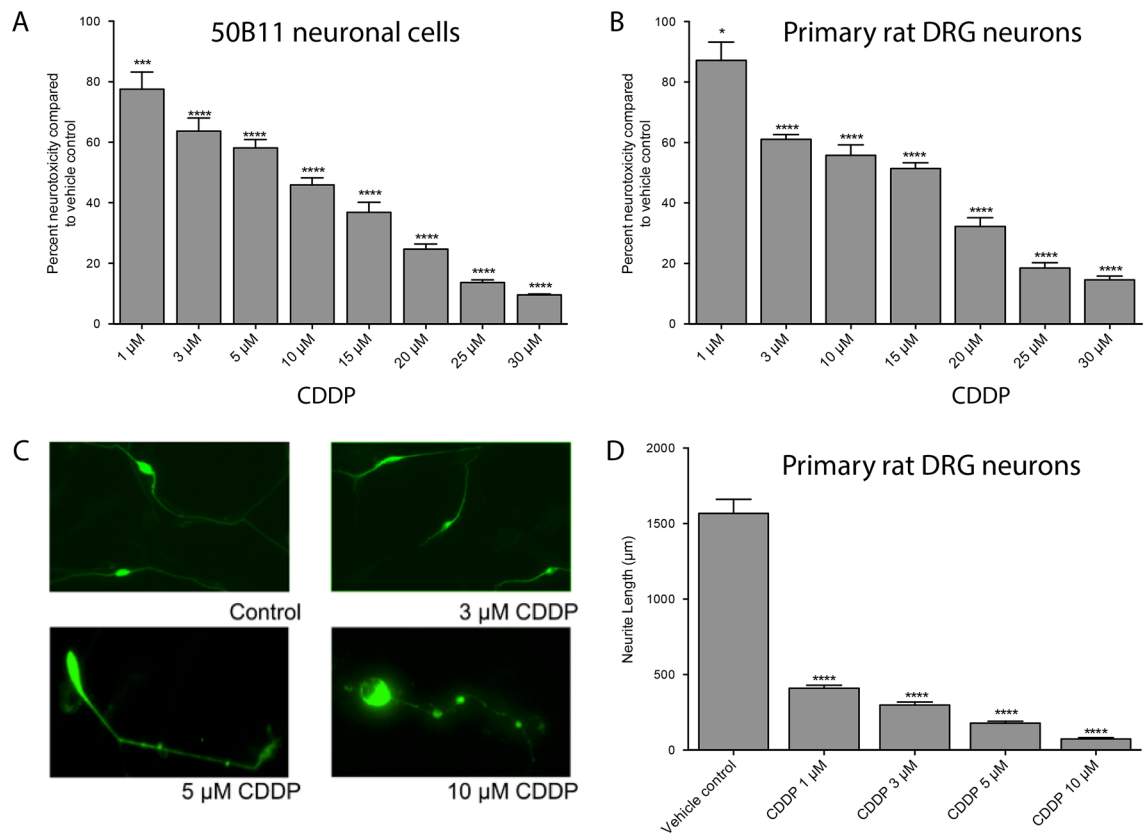 A
50B11 neuronal cells
Percent neurotoxicity compared
to vehicle control
100
80
60
40
20
0
***
****
****
****
****
****
****
****
1 µM
3 µM
5 µM
10 µM
15 µM
20 µM
25 µM
30 µM
CDDP
B
Primary rat DRG neurons
Percent neurotoxicity compared
to vehicle control
100
80
60
40
20
0
*
****
****
****
****
****
****
1 µM
3 µM
10 µM
15 µM
20 µM
25 µM
30 µM
CDDP
C
Control
3 µM CDDP
5 µM CDDP
10 µM CDDP
D
Primary rat DRG neurons
Neurite Length (µm)
2000
1500
1000
500
0
****
****
****
****
Vehicle control
CDDP 1 µM
CDDP 3 µM
CDDP 5 µM
CDDP 10 µM